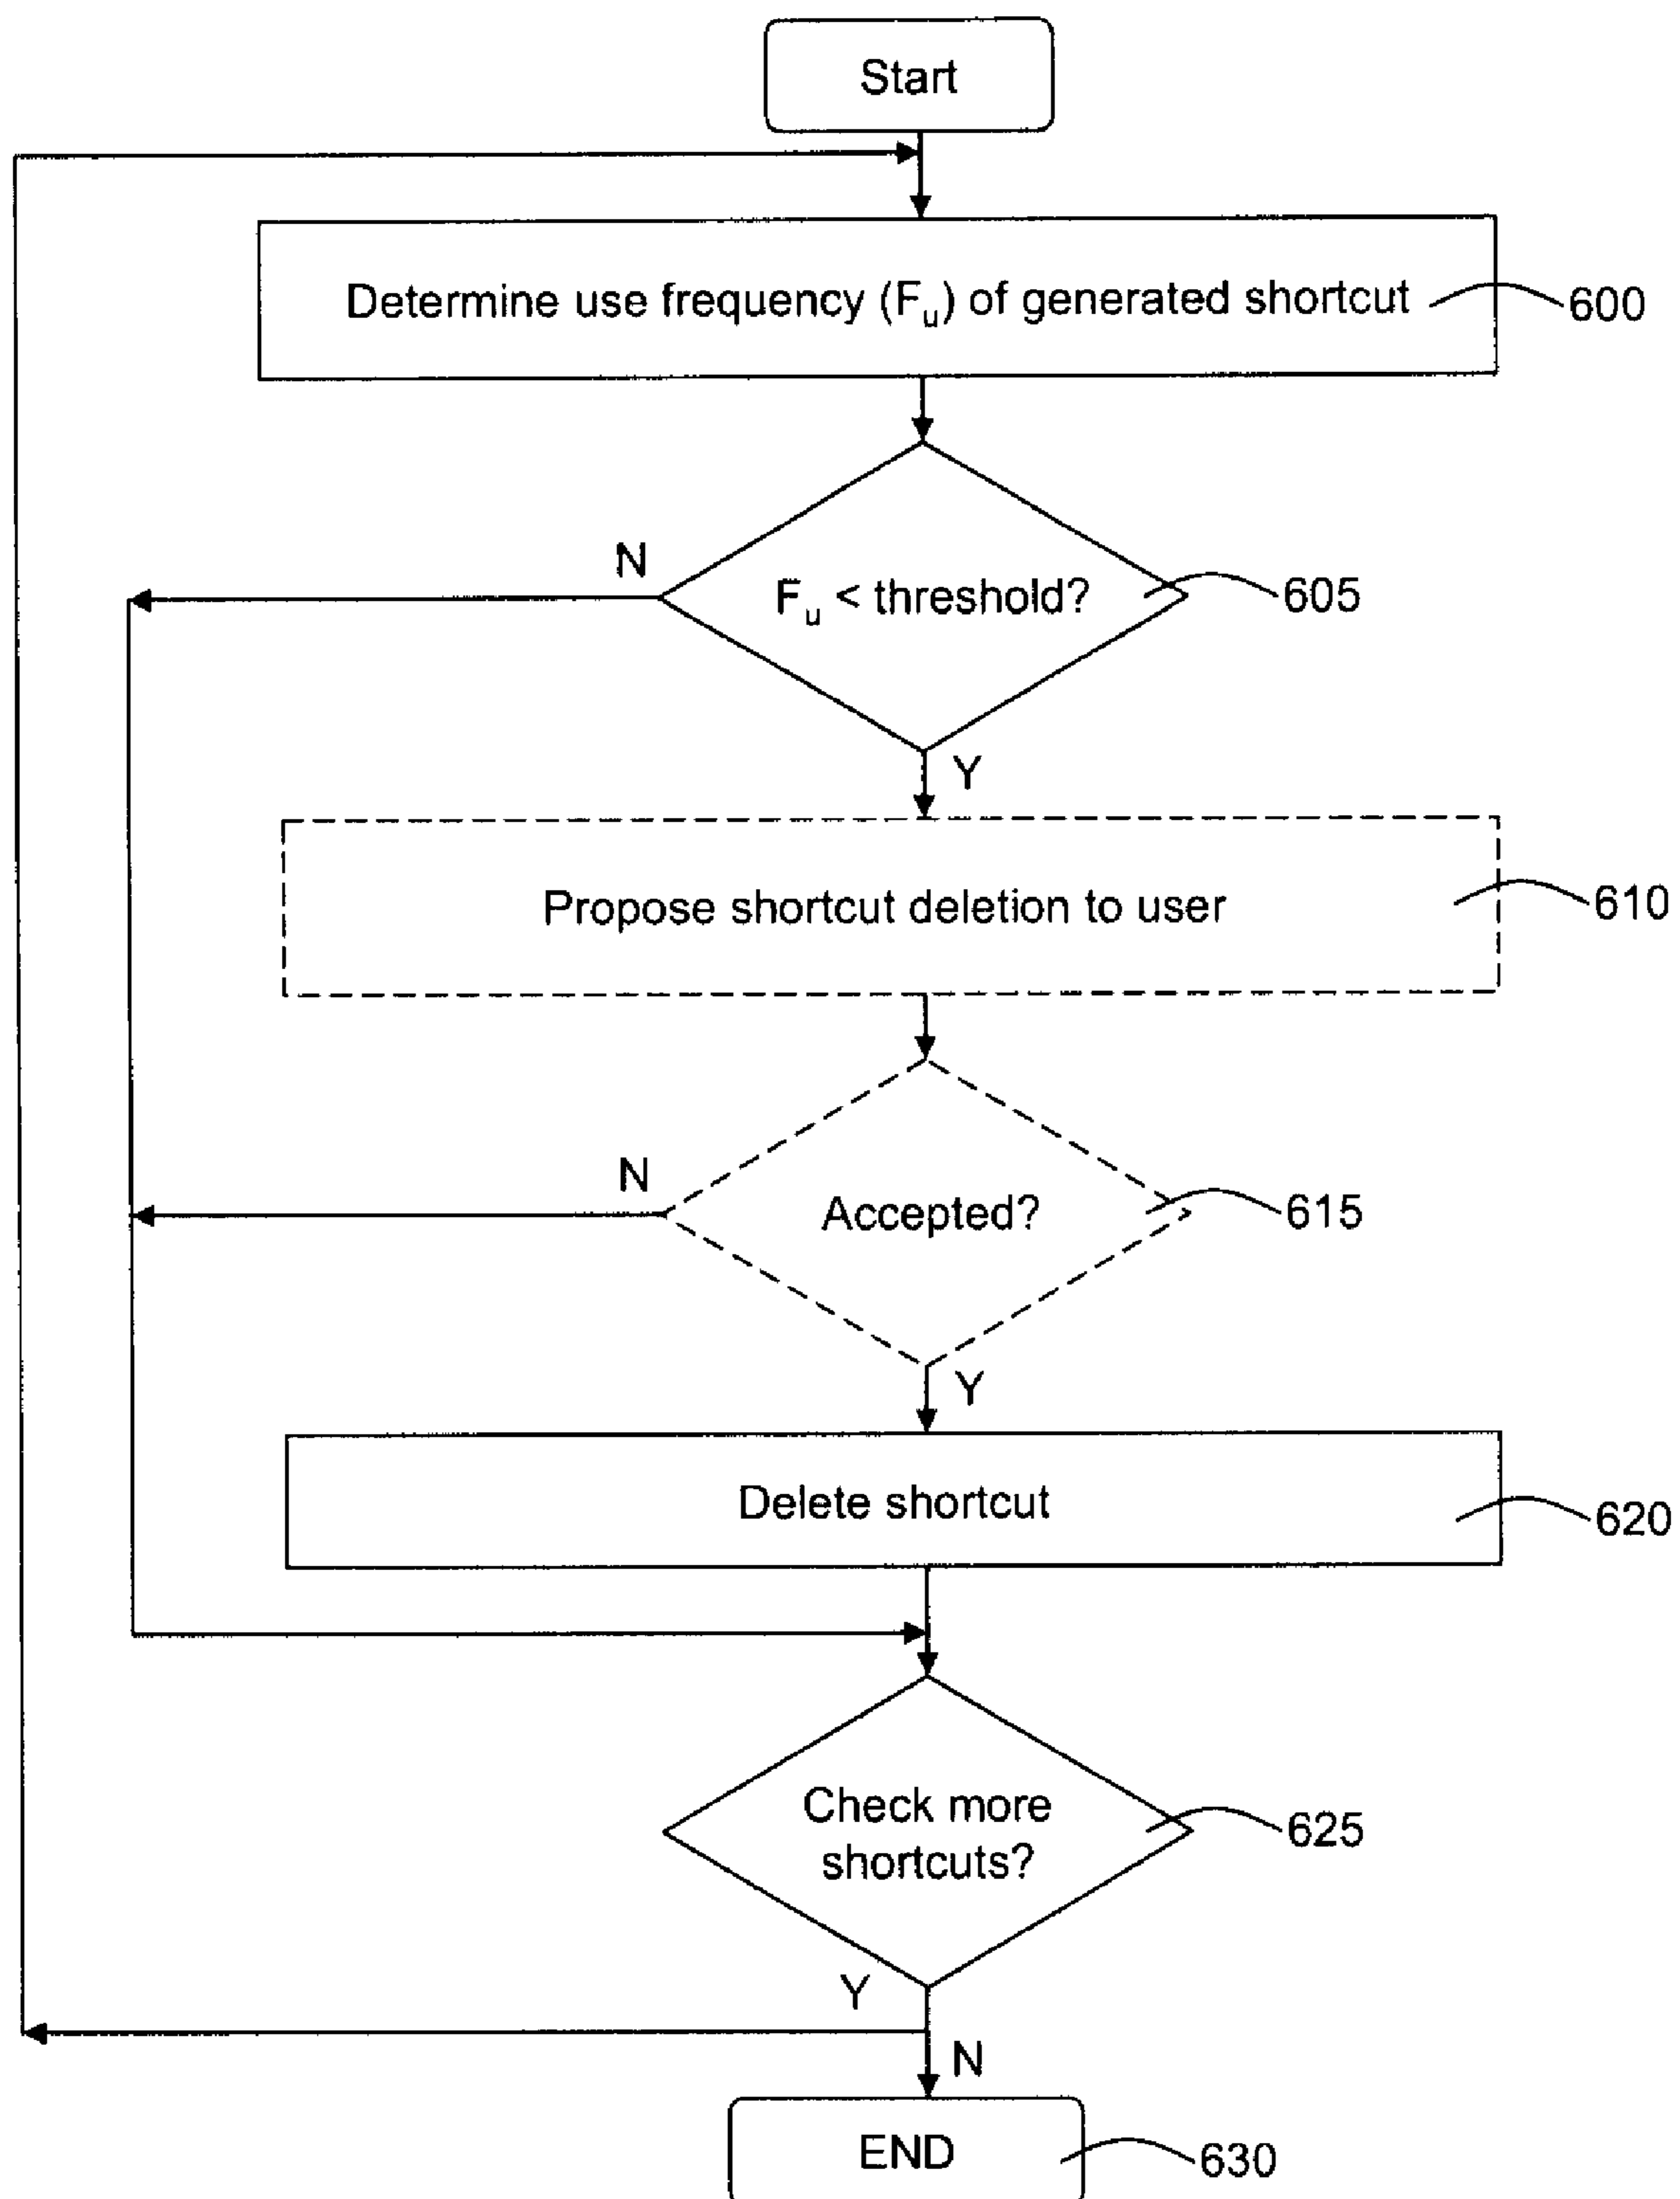 Start
Determine use frequency (Fu) of generated shortcut
600
N
Fu < threshold?
605
Y
Propose shortcut deletion to user
610
N
Accepted?
615
Y
Delete shortcut
620
Check more
shortcuts?
625
Y
N
END
630